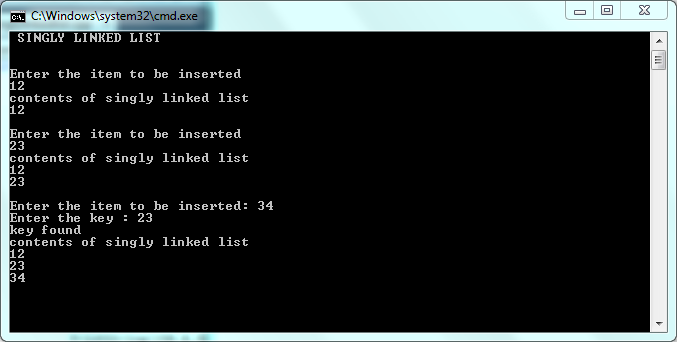 C:\Windows\system32\cmd.exe
SINGLY LINKED LIST
Enter the item to be inserted
12
contents of singly linked list
12
Enter the item to be inserted
23
contents of singly linked list
12
23
Enter the item to be inserted: 34
Enter the key : 23
key found
contents of singly linked list
12
23
34